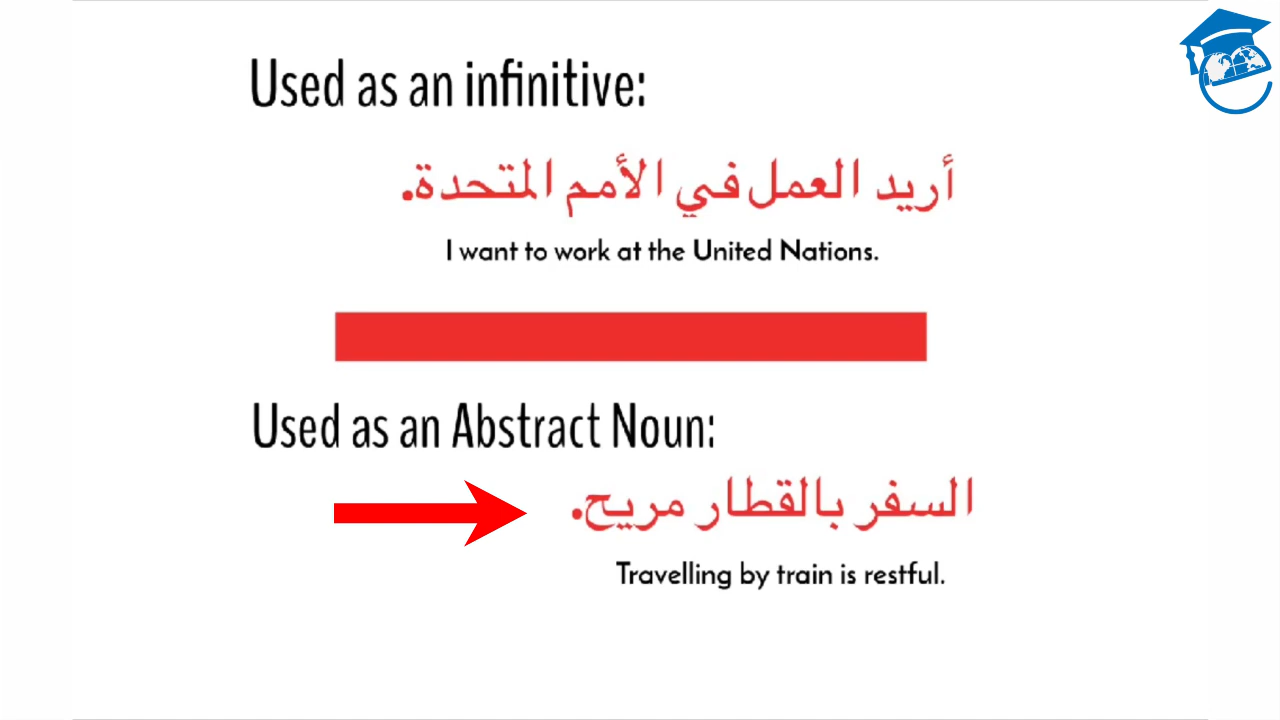 Used as an infinitive:
أريد العمل في الأمم المتحدة.
I want to work at the United Nations.
Used as an Abstract Noun:
السفر بالقطار مريح.
Travelling by train is restful.